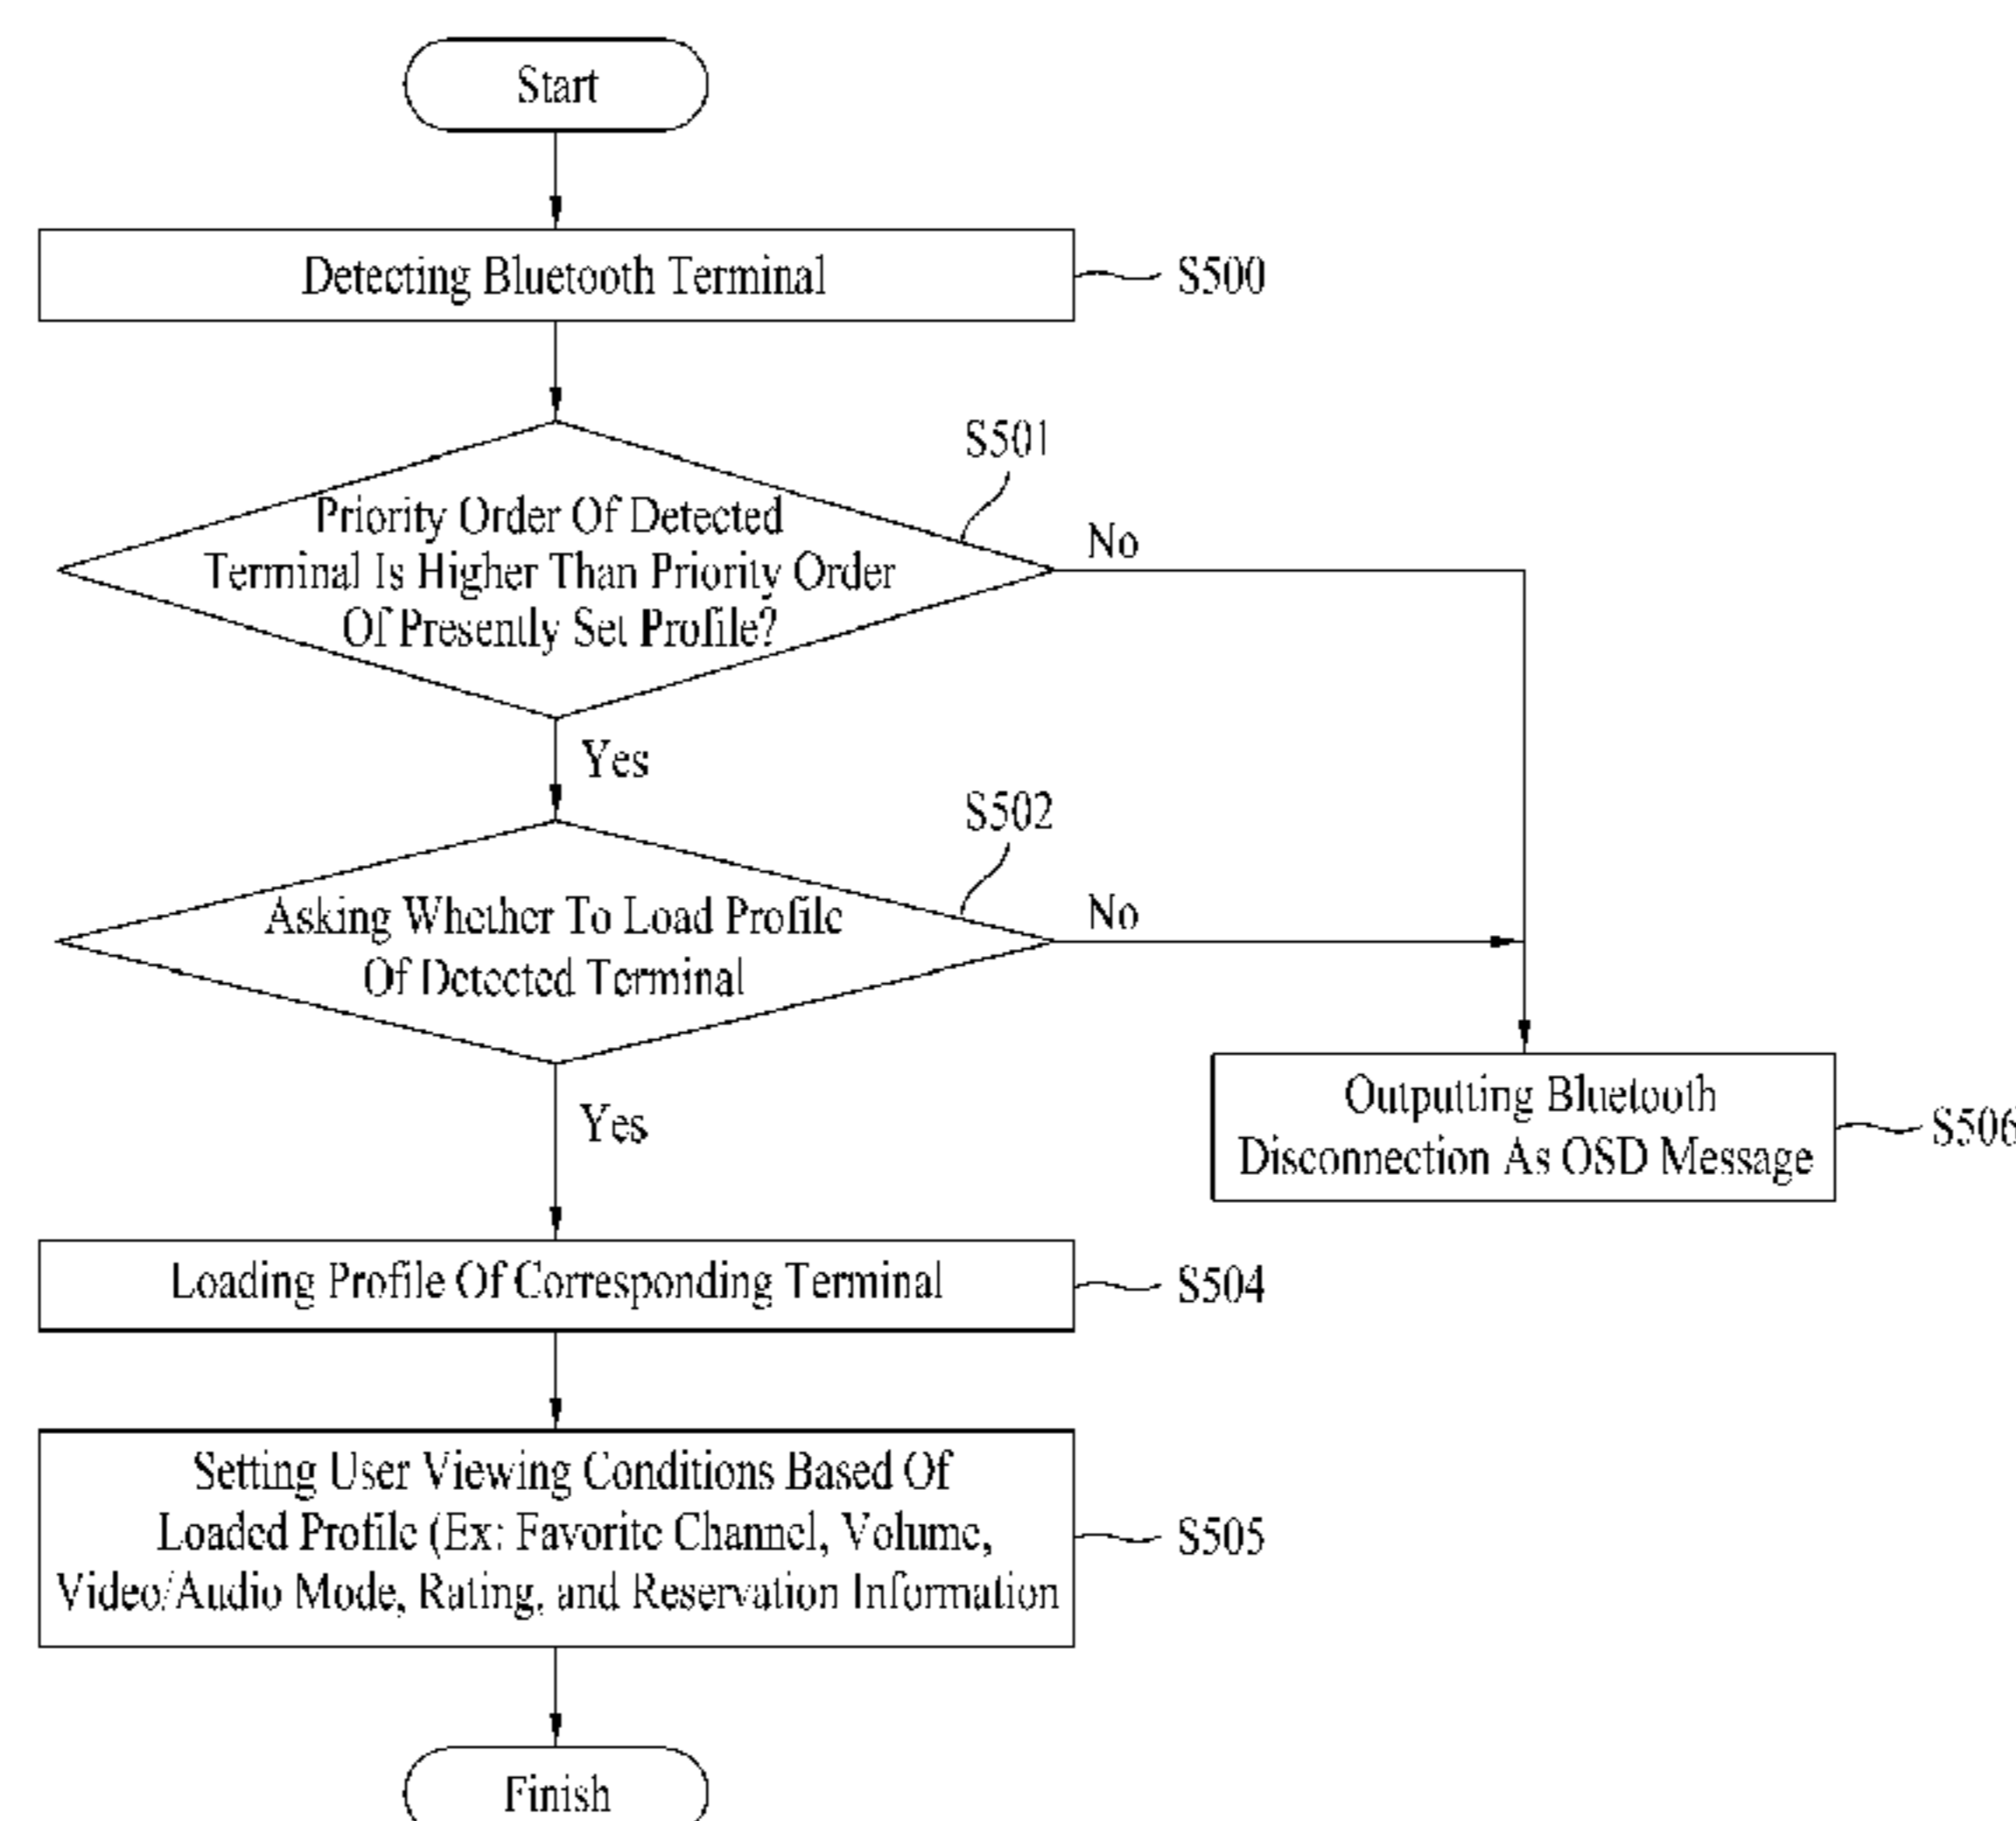 Start
Detecting Bluetooth Terminal
S500
S501
Priority Order Of Detected
Terminal Is Higher Than Priority Order
Of Presently Set Profile?
No
Yes
S502
Asking Whether To Load Profile
Of Detected Terminal
No
Yes
Outputting Bluetooth
Disconnection As OSD Message
S506
Loading Profile Of Corresponding Terminal
S504
Setting User Viewing Conditions Based Of
Loaded Profile (Ex: Favorite Channel, Volume,
Video/Audio Mode, Rating, and Reservation Information
S505
Finish